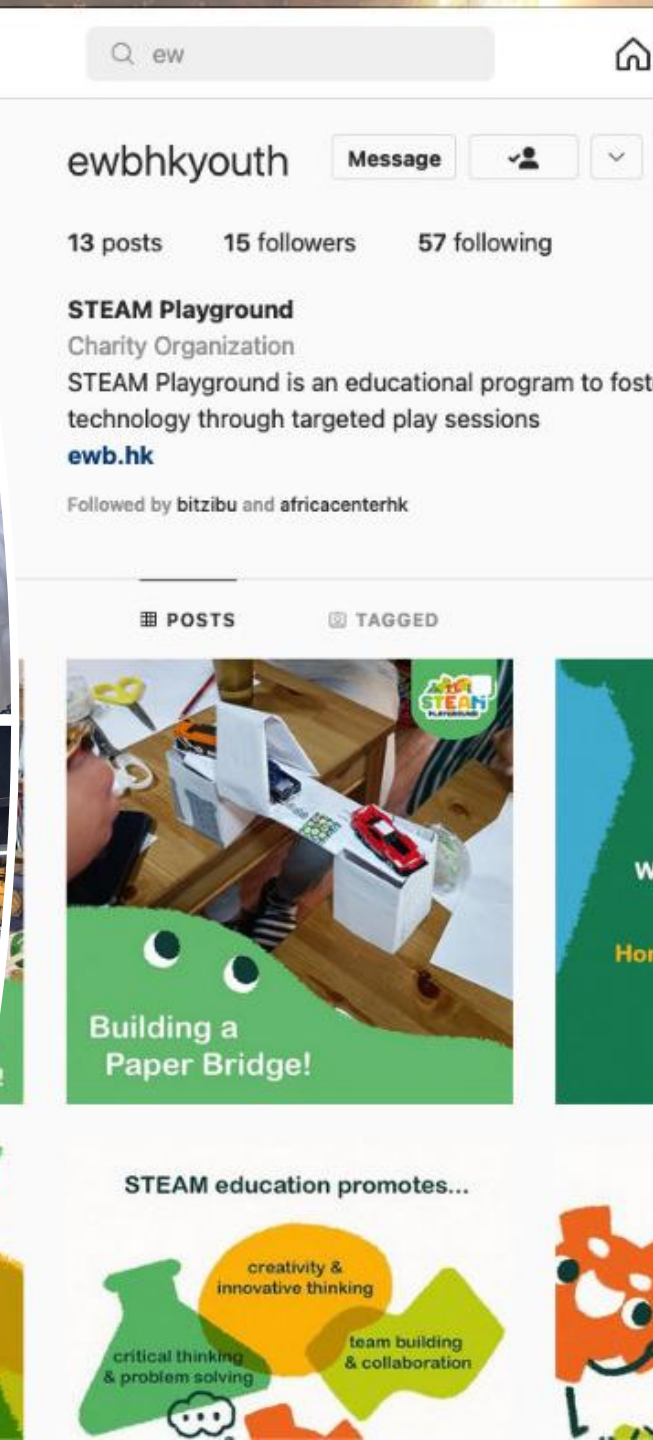 ew
ewbhkyouth
Message
13 posts 15 followers 57 following
STEAM Playground
Charity Organization
STEAM Playground is an educational program to fost
technology through targeted play sessions
ewb.hk
Followed by bitzibu and africacenterhk
POSTS TAGGED
STEAM
PLAYGROUND
W
Hor
Building a
Paper Bridge!
!
STEAM education promotes...
creativity &
innovative thinking
critical thinking
& problem solving
team building
& collaboration